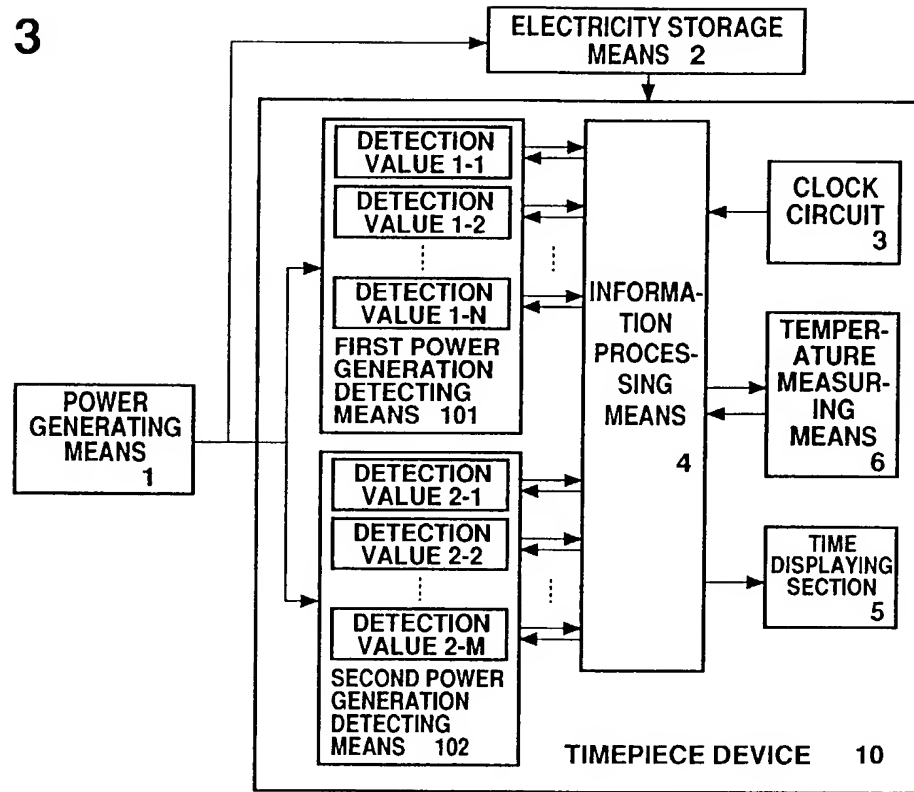 3
ELECTRICITY STORAGE
MEANS 2
DETECTION
VALUE 1-1
DETECTION
VALUE 1-2
DETECTION
VALUE 1-N
FIRST POWER
GENERATION
DETECTING
MEANS 101
POWER
GENERATING
MEANS
1
DETECTION
VALUE 2-1
DETECTION
VALUE 2-2
DETECTION
VALUE 2-M
SECOND POWER
GENERATION
DETECTING
MEANS 102
INFORMA-
TION
PROCES-
SING
MEANS
4
CLOCK
CIRCUIT
3
TEMPER-
ATURE
MEASUR-
ING
MEANS
6
TIME
DISPLAYING
SECTION
5
TIMEPIECE DEVICE 10